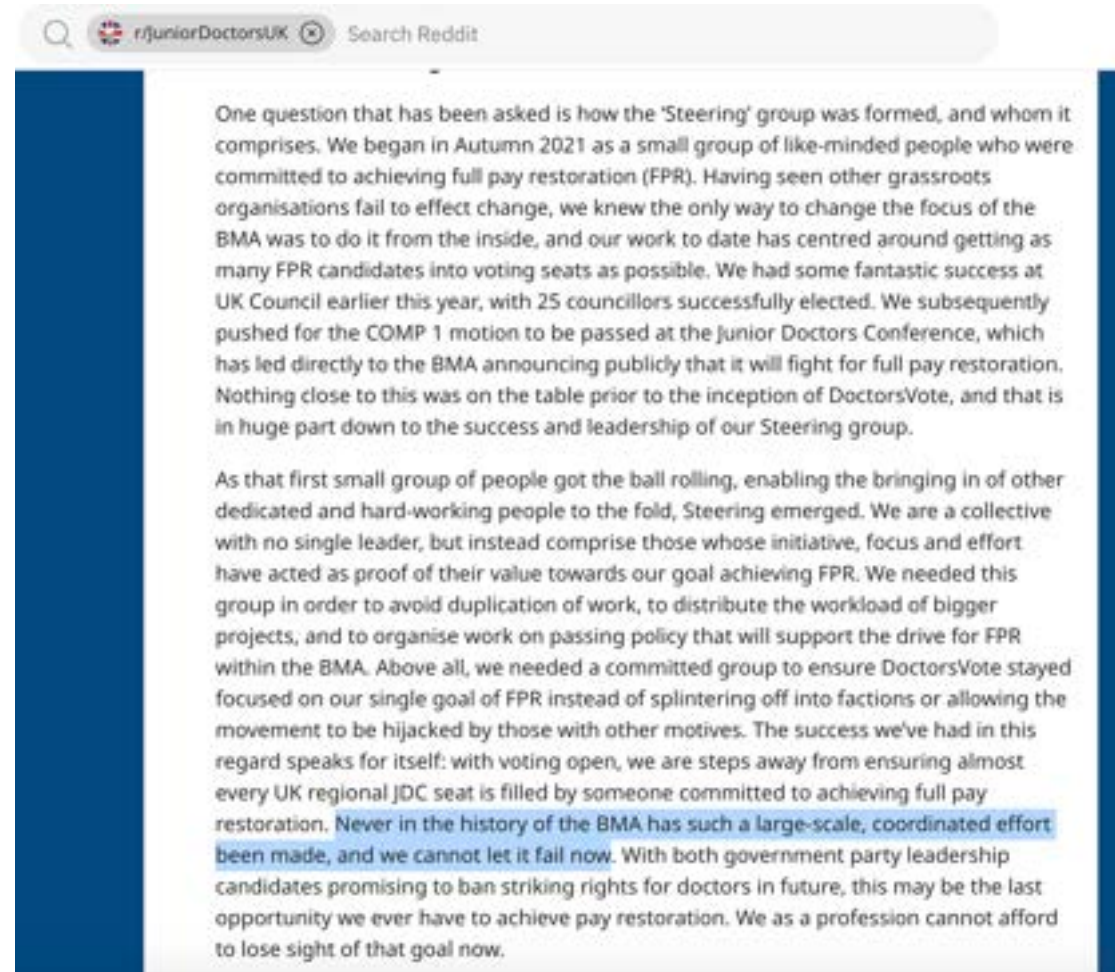 r/JuniorDoctorsUK Search Reddit
One question that has been asked is how the 'Steering' group was formed, and whom it
comprises. We began in Autumn 2021 as a small group of like-minded people who were
committed to achieving full pay restoration (FPR). Having seen other grassroots
organisations fail to effect change, we knew the only way to change the focus of the
BMA was to do it from the inside, and our work to date has centred around getting as
many FPR candidates into voting seats as possible. We had some fantastic success at
UK Council earlier this year, with 25 councillors successfully elected. We subsequently
pushed for the COMP 1 motion to be passed at the Junior Doctors Conference, which
has led directly to the BMA announcing publicly that it will fight for full pay restoration.
Nothing close to this was on the table prior to the inception of DoctorsVote, and that is
in huge part down to the success and leadership of our Steering group.
As that first small group of people got the ball rolling, enabling the bringing in of other
dedicated and hard-working people to the fold, Steering emerged. We are a collective
with no single leader, but instead comprise those whose initiative, focus and effort
have acted as proof of their value towards our goal achieving FPR. We needed this
group in order to avoid duplication of work, to distribute the workload of bigger
projects, and to organise work on passing policy that will support the drive for FPR
within the BMA. Above all, we needed a committed group to ensure DoctorsVote stayed
focused on our single goal of FPR instead of splintering off into factions or allowing the
movement to be hijacked by those with other motives. The success we've had in this
regard speaks for itself: with voting open, we are steps away from ensuring almost
every UK regional JDC seat is filled by someone committed to achieving full pay
restoration. Never in the history of the BMA has such a large-scale, coordinated effort
been made, and we cannot let it fail now. With both government party leadership
candidates promising to ban striking rights for doctors in future, this may be the last
opportunity we ever have to achieve pay restoration. We as a profession cannot afford
to lose sight of that goal now.